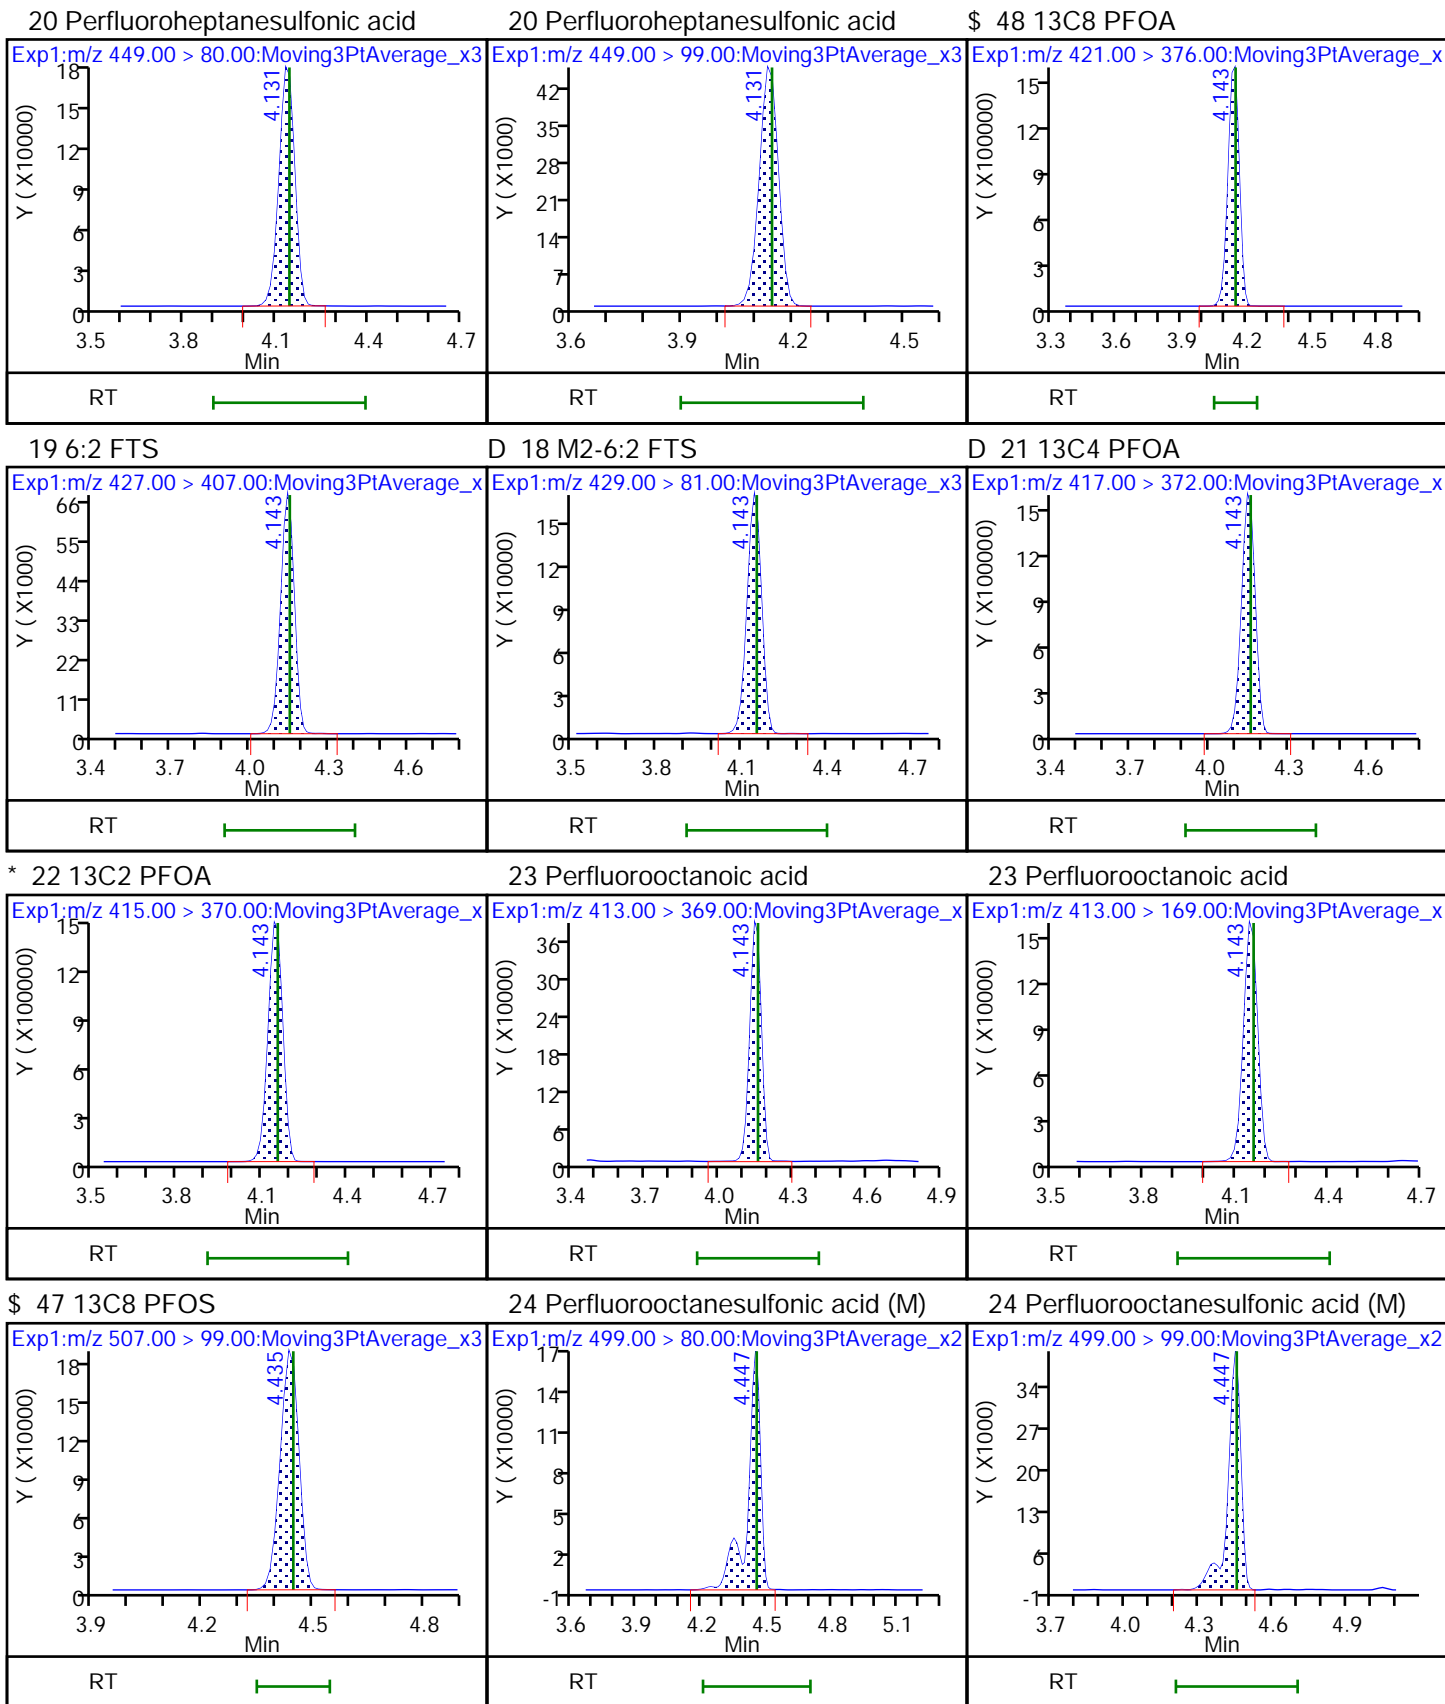 20 Perfluoroheptanesulfonic acid
20 Perfluoroheptanesulfonic acid
$ 48 13C8 PFOA
Exp1:m/z 449.00 > 80.00:Moving3PtAverage_x3
Exp1:m/z 449.00 > 99.00:Moving3PtAverage_x3
Exp1:m/z 421.00 > 376.00:Moving3PtAverage_x
4.131
4.131
4.143
Y ( X10000)
18
15
12
9
6
3
0
3.5 3.8 4.1 4.4 4.7
Min
RT
Y ( X1000)
42
35
28
21
14
7
0
3.6 3.9 4.2 4.5
Min
RT
Y ( X100000)
12
9
6
3
0
3.3 3.6 3.9 4.2 4.5 4.8
Min
RT
19 6:2 FTS
D 18 M2-6:2 FTS
D 21 13C4 PFOA
Exp1:m/z 427.00 > 407.00:Moving3PtAverage_x
Exp1:m/z 429.00 > 81.00:Moving3PtAverage_x3
Exp1:m/z 417.00 > 372.00:Moving3PtAverage_x
4.143
4.143
4.143
Y ( X1000)
66
55
44
33
22
11
0
3.4 3.7 4.0 4.3 4.6
Min
RT
Y ( X10000)
15
12
9
6
3
0
3.5 3.8 4.1 4.4 4.7
Min
RT
Y ( X100000)
15
12
9
6
3
0
3.4 3.7 4.0 4.3 4.6
Min
RT
* 22 13C2 PFOA
23 Perfluorooctanoic acid
23 Perfluorooctanoic acid
Exp1:m/z 415.00 > 370.00:Moving3PtAverage_x
Exp1:m/z 413.00 > 369.00:Moving3PtAverage_x
Exp1:m/z 413.00 > 169.00:Moving3PtAverage_x
4.143
4.143
4.143
Y ( X100000)
15
12
9
6
3
0
3.5 3.8 4.1 4.4 4.7
Min
RT
Y ( X10000)
36
30
24
18
12
6
0
3.4 3.7 4.0 4.3 4.6 4.9
Min
RT
Y ( X10000)
15
12
9
6
3
0
3.5 3.8 4.1 4.4 4.7
Min
RT
$ 47 13C8 PFOS
24 Perfluorooctanesulfonic acid (M)
24 Perfluorooctanesulfonic acid (M)
Exp1:m/z 507.00 > 99.00:Moving3PtAverage_x3
Exp1:m/z 499.00 > 80.00:Moving3PtAverage_x2
Exp1:m/z 499.00 > 99.00:Moving3PtAverage_x2
4.435
4.447
4.447
Y ( X10000)
18
15
12
9
6
3
0
3.9 4.2 4.5 4.8
Min
RT
Y ( X10000)
17
14
11
8
5
2
-1
3.6 3.9 4.2 4.5 4.8 5.1
Min
RT
Y ( X1000)
34
27
20
13
6
-1
3.7 4.0 4.3 4.6 4.9
Min
RT